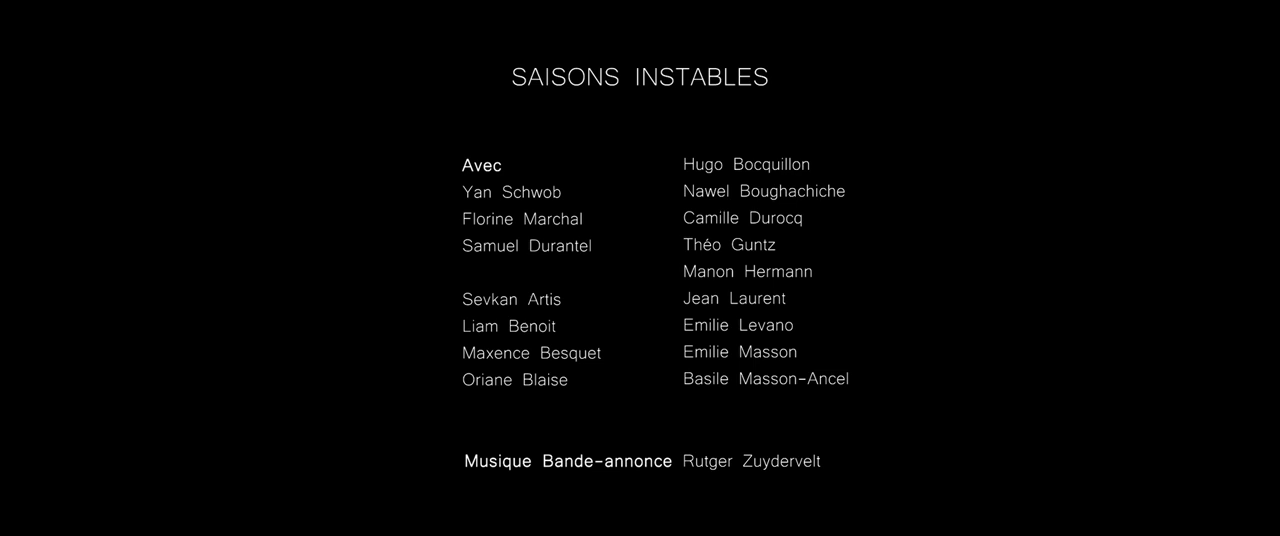 SAISONS INSTABLES
Avec
Yan Schwob
Florine Marchal
Samuel Durantel
Sevkan Artis
Liam Benoit
Maxence Besquet
Oriane Blaise
Hugo Bocquillon
Nawel Boughachiche
Camille Durocq
Théo Guntz
Manon Hermann
Jean Laurent
Emilie Levano
Emilie Masson
Basile Masson-Ancel
Musique Bande-annonce Rutger Zuydervelt